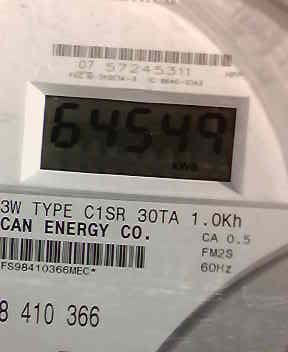 07 57245311
64549
KWh
3W TYPE C1SR 30TA 1.0Kh
CAN ENERGY CO.
CA 0.5
FM2S
60Hz
FS98410366MEC*
8 410 366